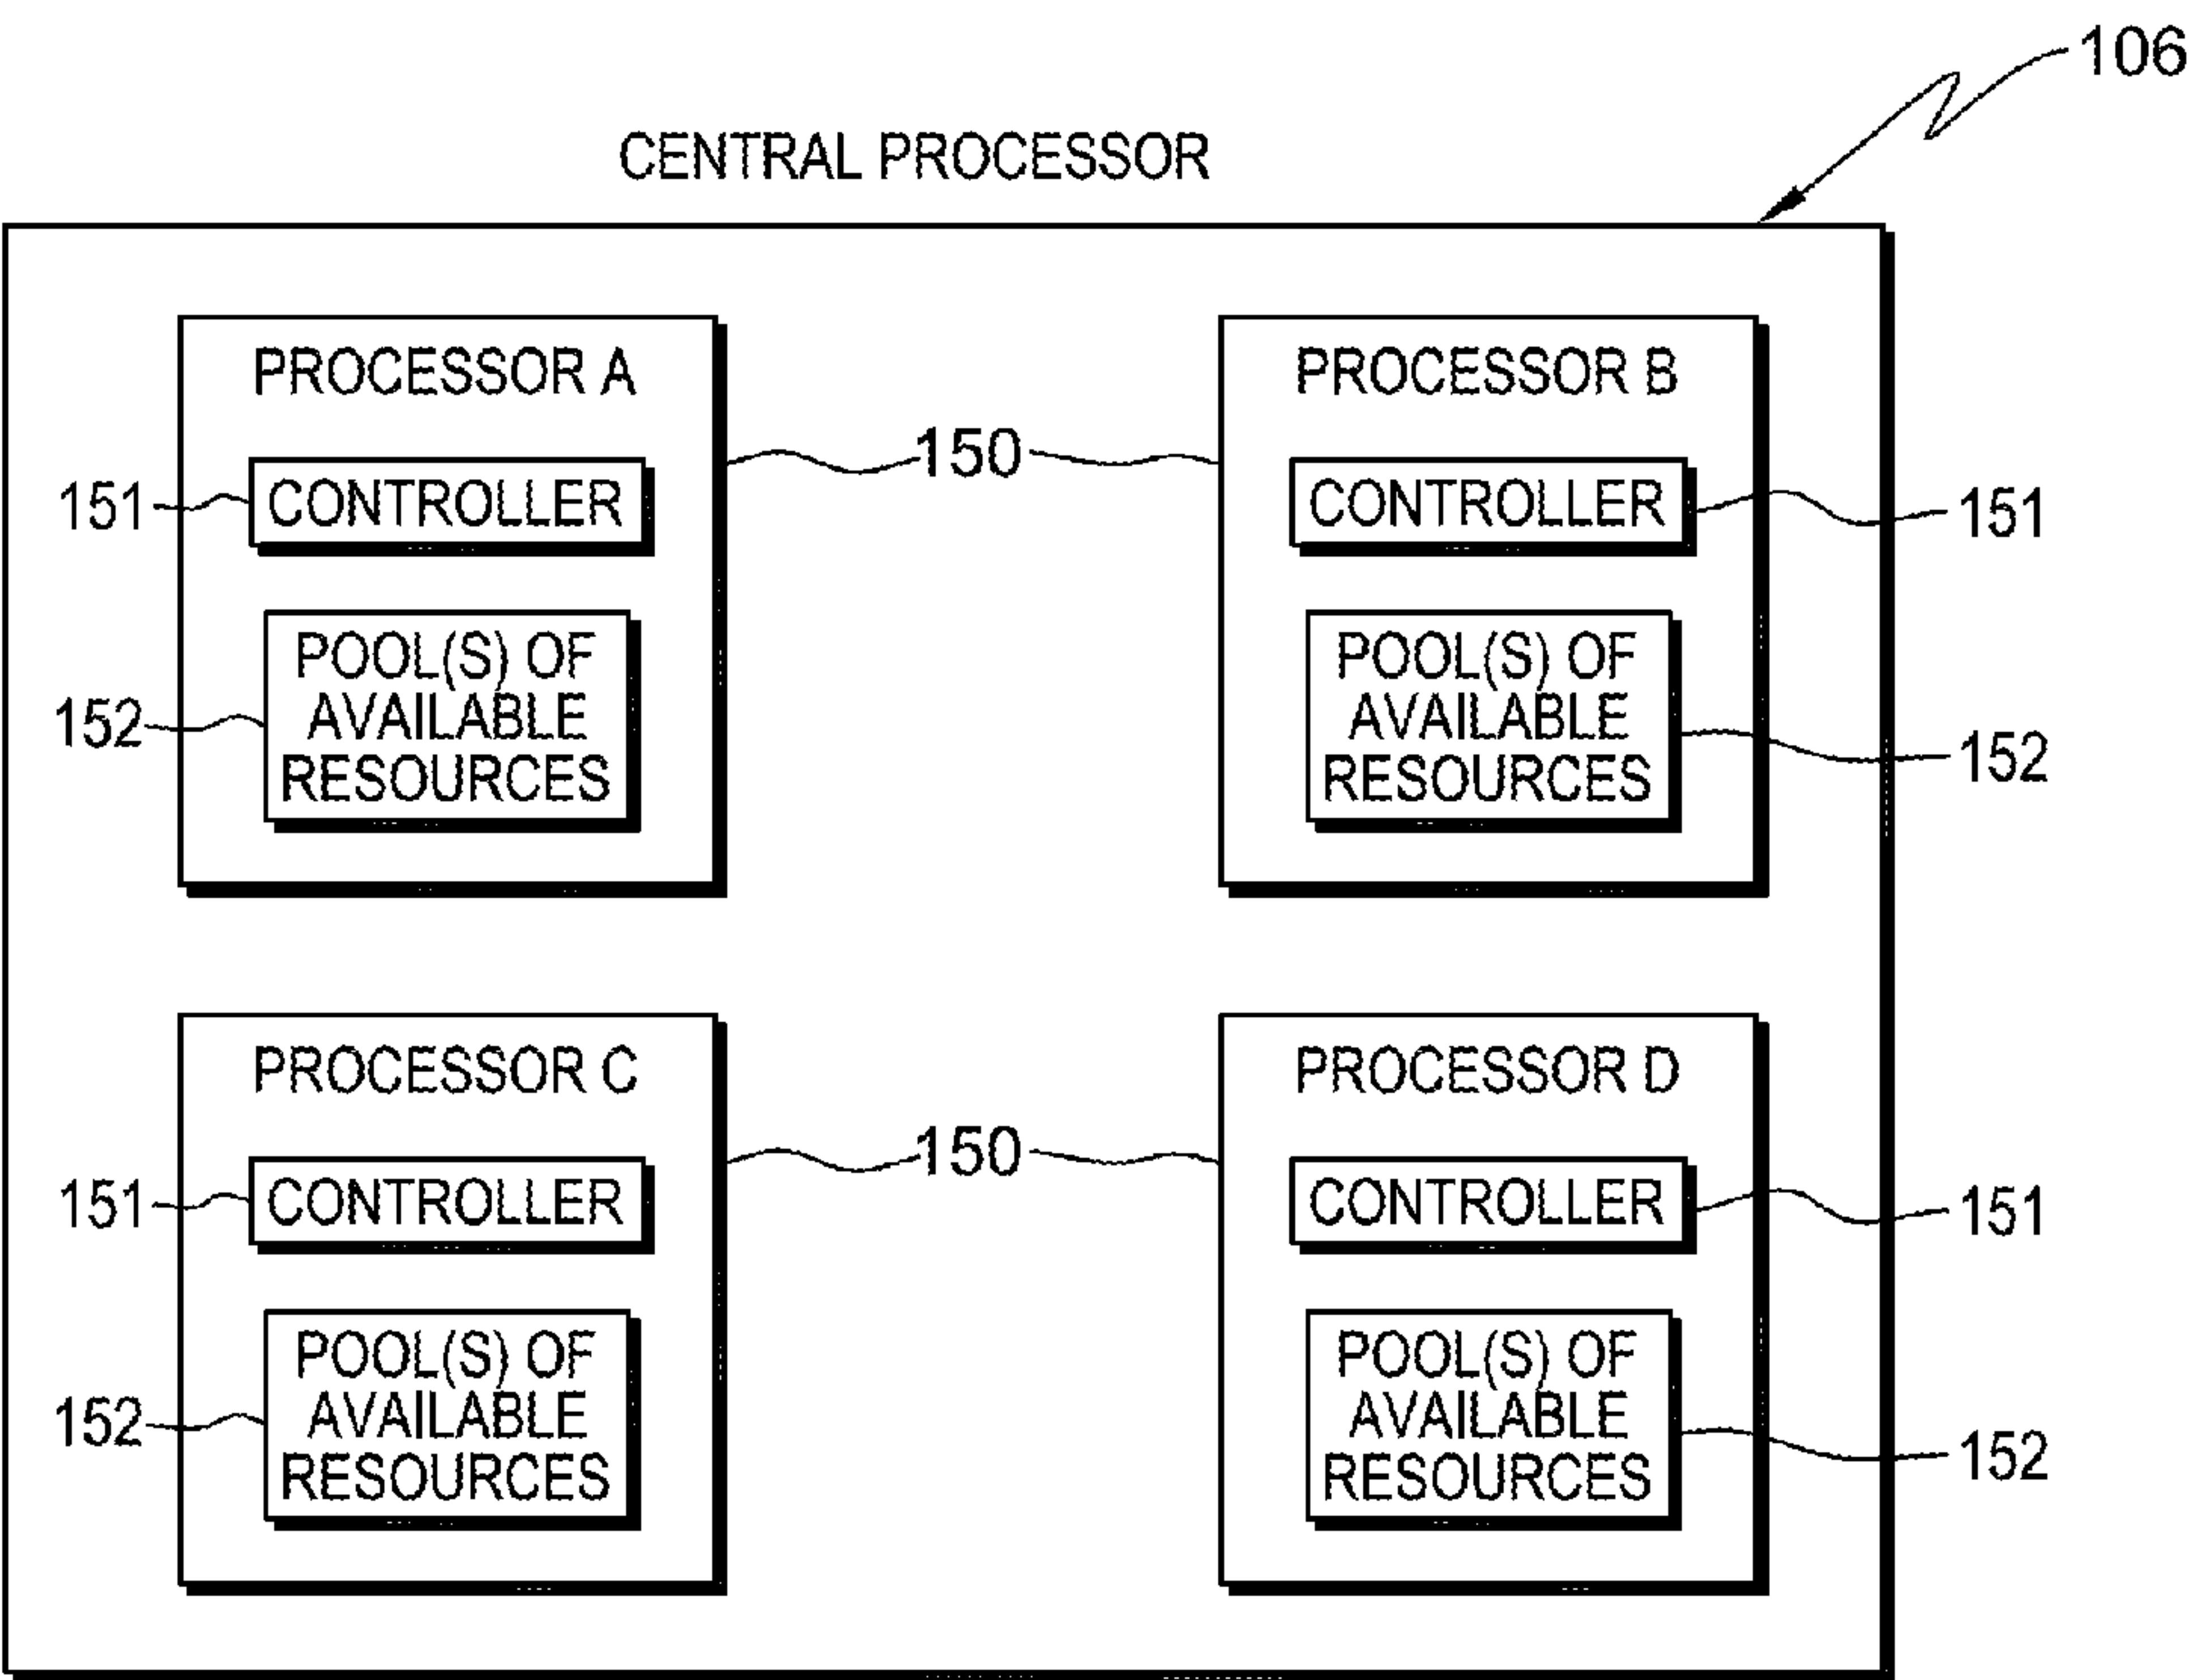 106
CENTRAL PROCESSOR
PROCESSOR A
150
PROCESSOR B
151
CONTROLLER
CONTROLLER
151
152
POOL(S) OF
AVAILABLE
RESOURCES
POOL(S) OF
AVAILABLE
RESOURCES
152
PROCESSOR C
150
PROCESSOR D
151
CONTROLLER
CONTROLLER
151
152
POOL(S) OF
AVAILABLE
RESOURCES
POOL(S) OF
AVAILABLE
RESOURCES
152